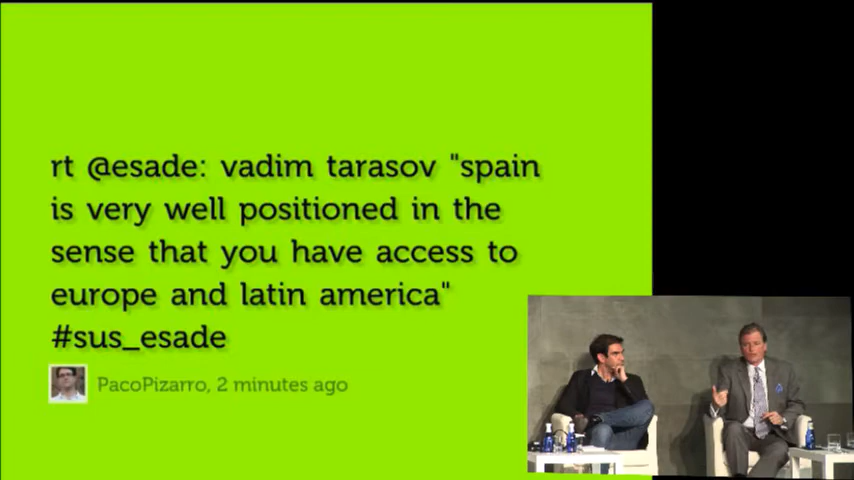 rt @esade: vadim tarasov "spain
is very well positioned in the
sense that you have access to
europe and latin america"
#sus_esade
PacoPizarro, 2 minutes ago